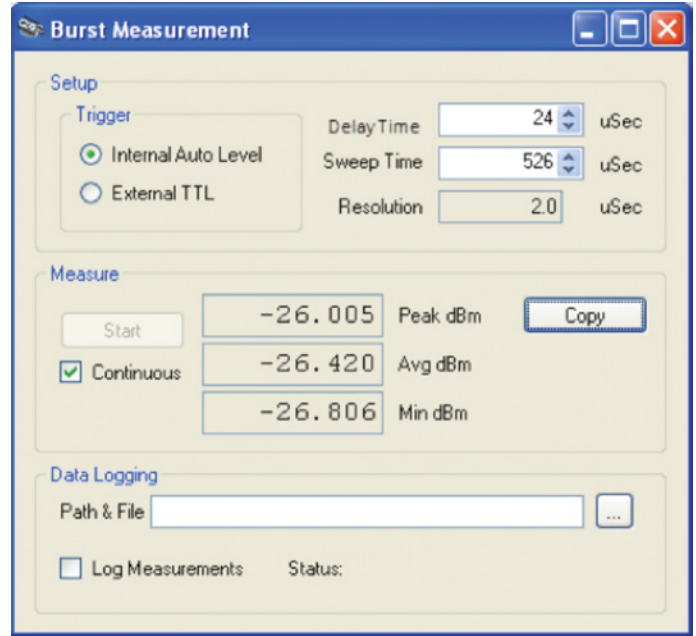 Burst Measurement
Setup
Trigger
Internal Auto Level
External TTL
Delay Time 24 uSec
Sweep Time 526 uSec
Resolution 2.0 uSec
Measure
Start
Continuous
-26.005 Peak dBm
Copy
-26.420 Avg dBm
-26.806 Min dBm
Data Logging
Path & File
...
Log Measurements Status: